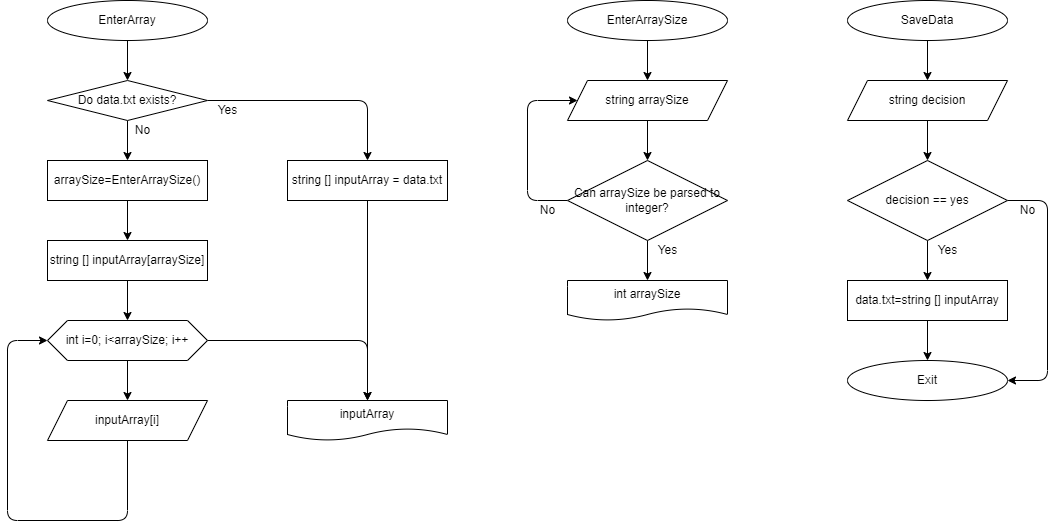 EnterArray
Do data.txt exists?
Yes
No
arraySize=EnterArraySize()
string [] inputArray = data.txt
string [] inputArray[arraySize]
int i=0; i<arraySize; i++
inputArray[i]
inputArray
EnterArraySize
string arraySize
Can arraySize be parsed to
integer?
No
Yes
int arraySize
SaveData
string decision
decision == yes
No
Yes
data.txt=string [] inputArray
Exit